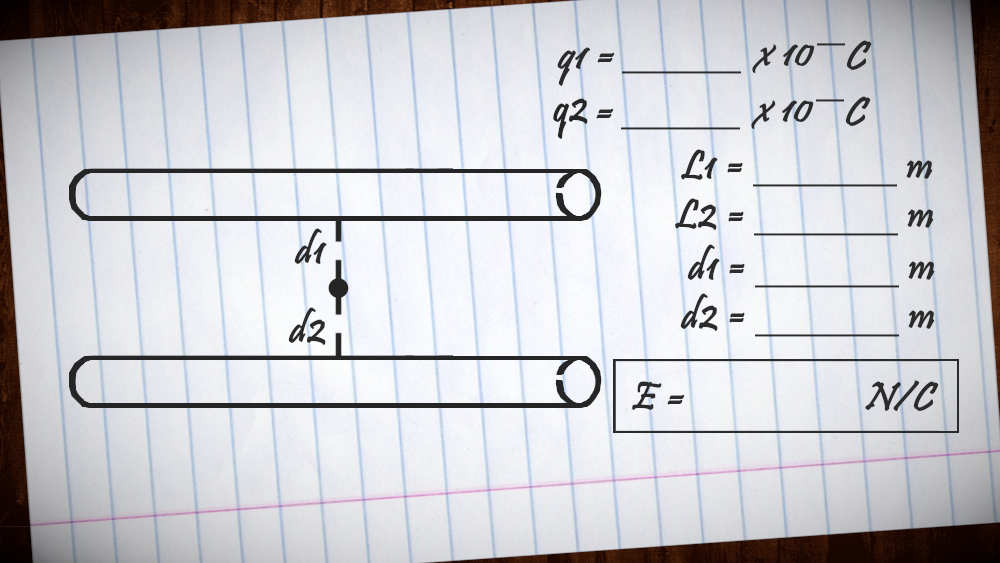 q1 = ________ x 10‾ C
q2 = ________ x 10‾ C
L1 = ________ m
L2 = ________ m
d1 = ________ m
d2 = ________ m
d1
d2
E = N/C